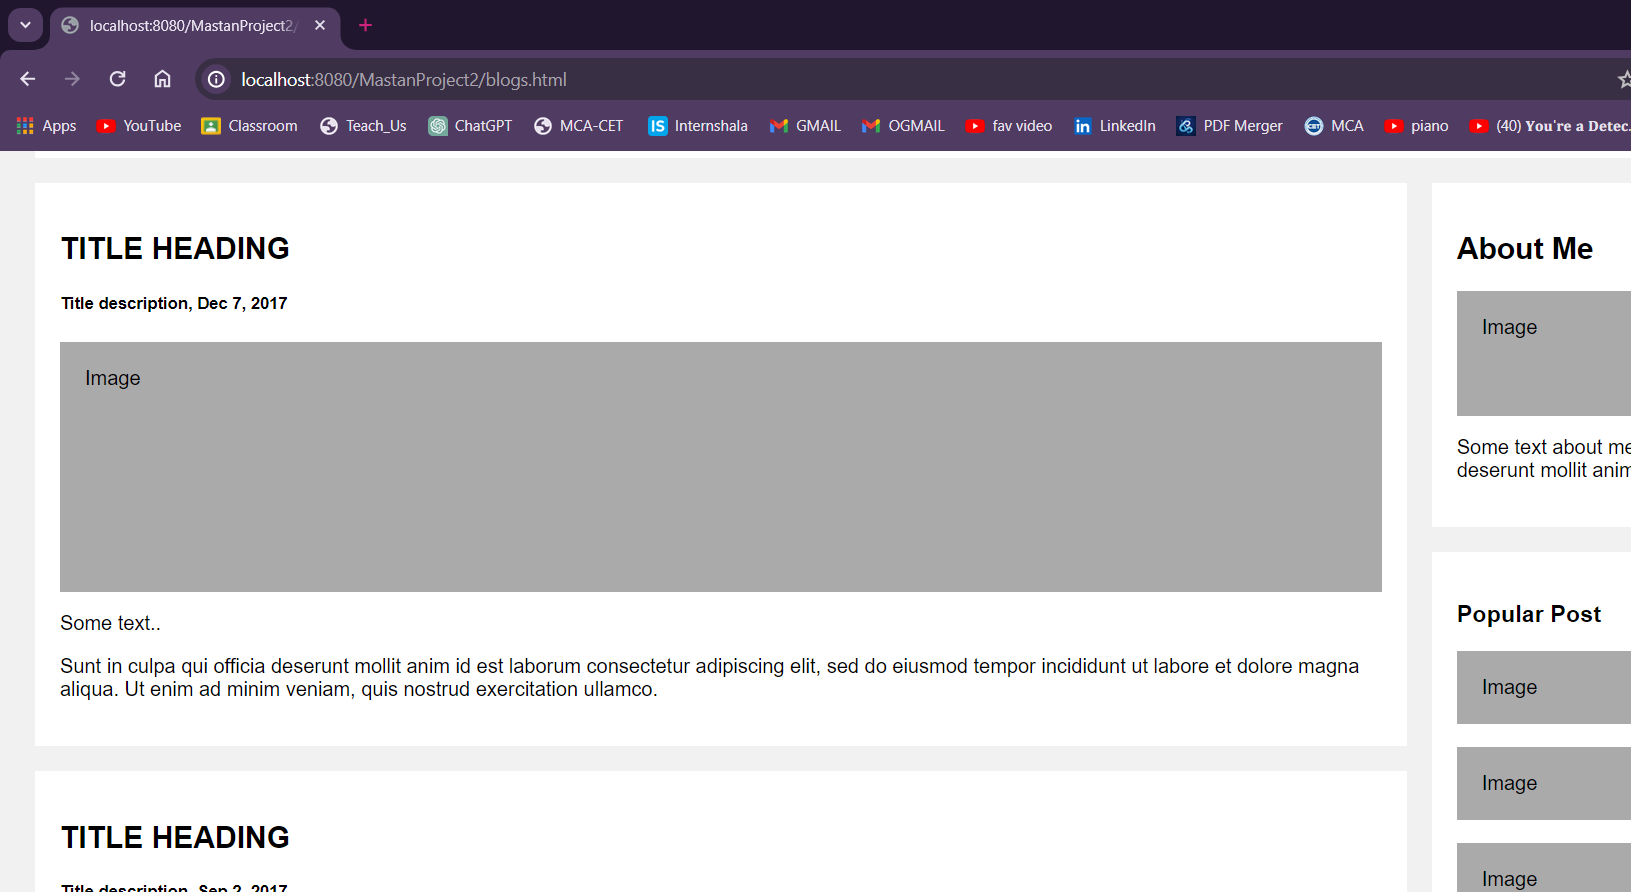 localhost:8080/MastanProject2/
localhost:8080/MastanProject2/blogs.html
Apps YouTube Classroom Teach_Us ChatGPT MCA-CET IS Internshala GMAIL OGMAIL fav video in LinkedIn PDF Merger CET MCA piano (40) You're a Detec..
TITLE HEADING
Title description, Dec 7, 2017
Image
Some text..
Sunt in culpa qui officia deserunt mollit anim id est laborum consectetur adipiscing elit, sed do eiusmod tempor incididunt ut labore et dolore magna
aliqua. Ut enim ad minim veniam, quis nostrud exercitation ullamco.
TITLE HEADING
Title description, Sep 2, 2017
About Me
Image
Some text about me
deserunt mollit anim
Popular Post
Image
Image
Image